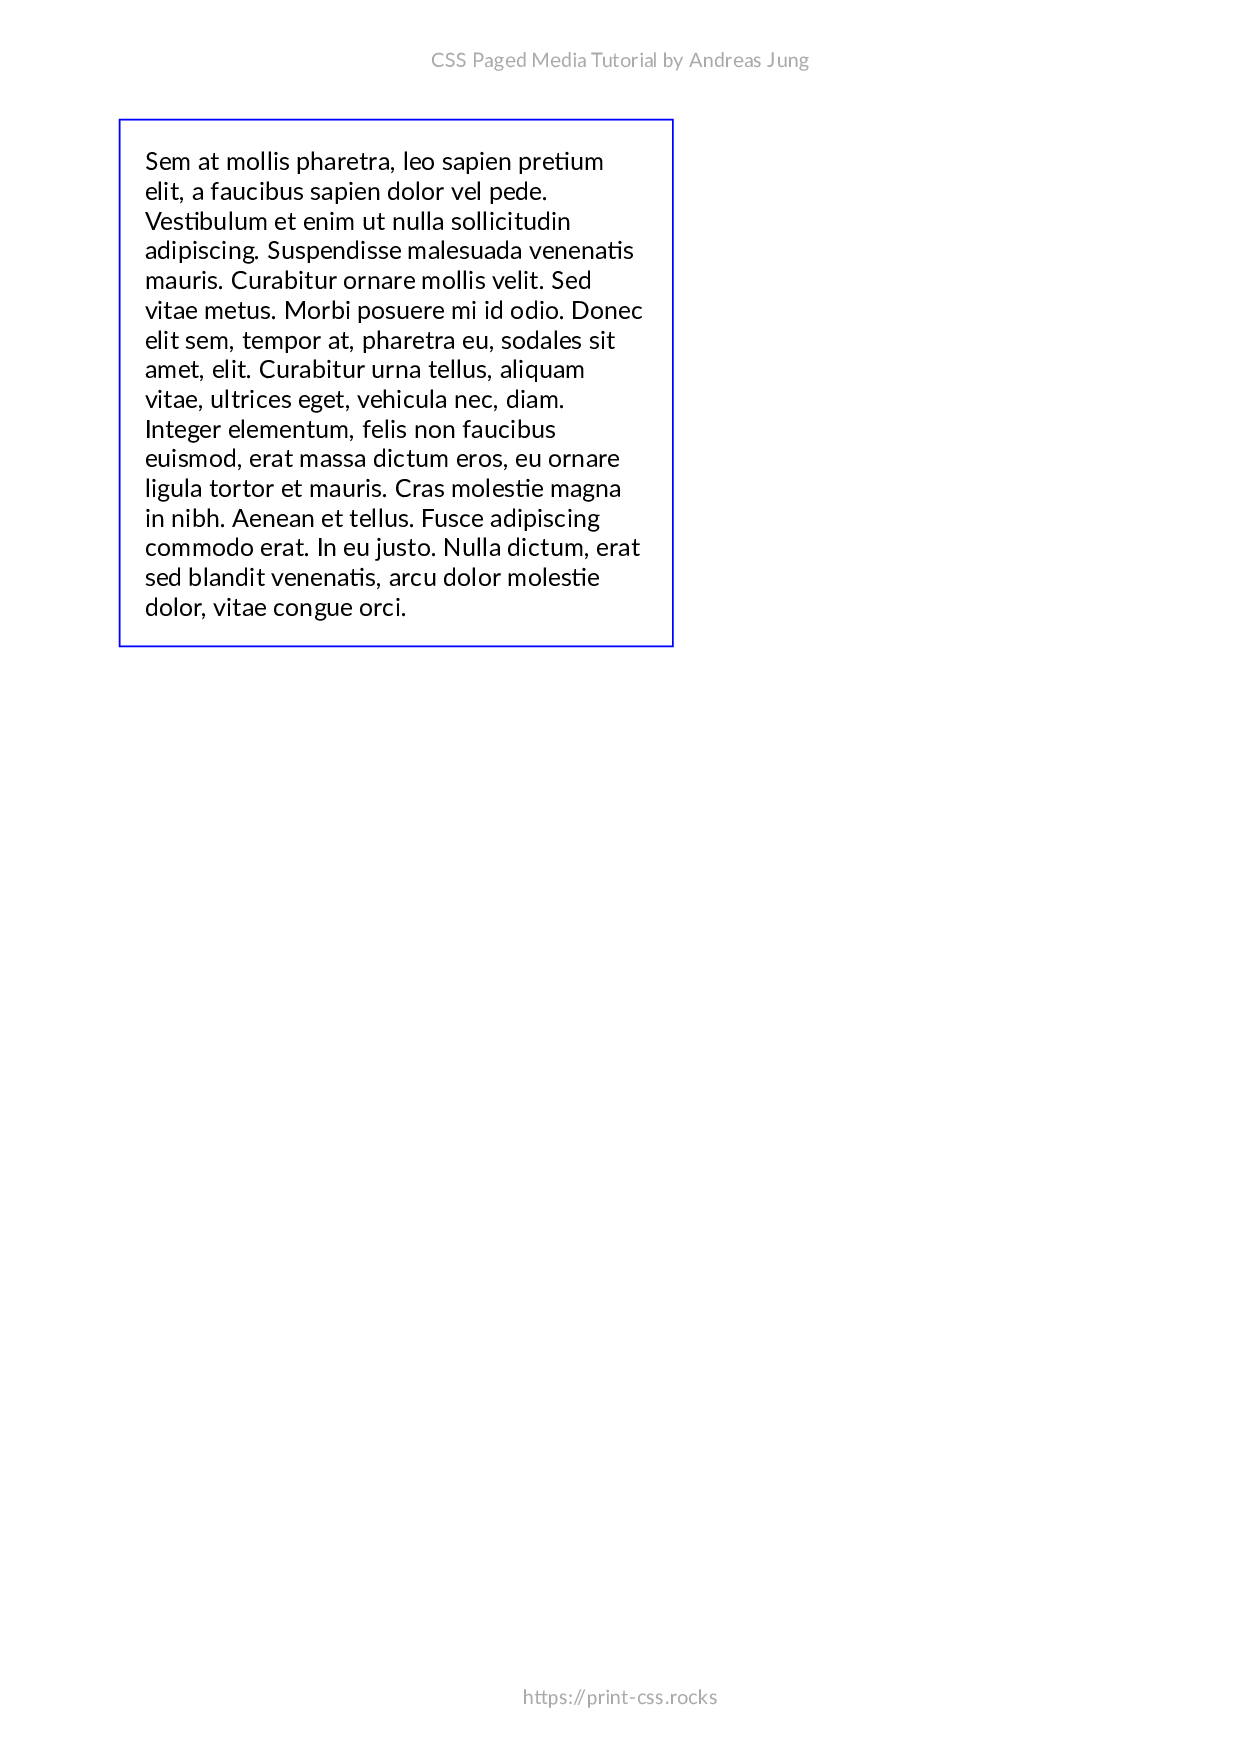 CSS Paged Media Tutorial by Andreas Jung
Sem at mollis pharetra, leo sapien pretium
elit, a faucibus sapien dolor vel pede.
Vestibulum et enim ut nulla sollicitudin
adipiscing. Suspendisse malesuada venenatis
mauris. Curabitur ornare mollis velit. Sed
vitae metus. Morbi posuere mi id odio. Donec
elit sem, tempor at, pharetra eu, sodales sit
amet, elit. Curabitur urna tellus, aliquam
vitae, ultrices eget, vehicula nec, diam.
Integer elementum, felis non faucibus
euismod, erat massa dictum eros, eu ornare
ligula tortor et mauris. Cras molestie magna
in nibh. Aenean et tellus. Fusce adipiscing
commodo erat. In eu justo. Nulla dictum, erat
sed blandit venenatis, arcu dolor molestie
dolor, vitae congue orci.
https://print-css.rocks